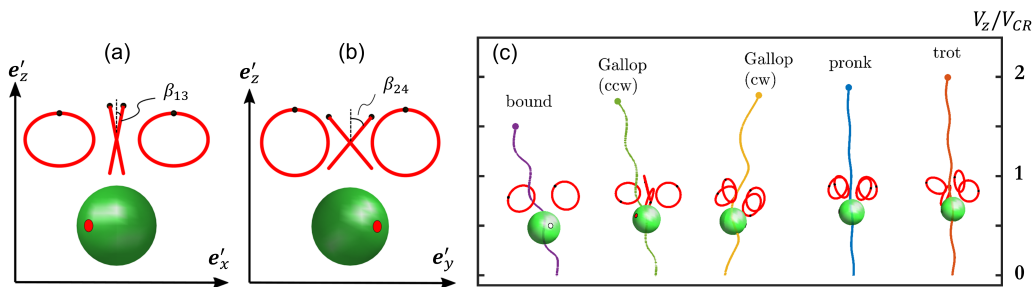 (a)
e′z
β13
e′x
(b)
e′z
β24
e′y
(c)
bound
Gallop
(ccw)
Gallop
(cw)
pronk
trot
Vz/VCR
2
1
0